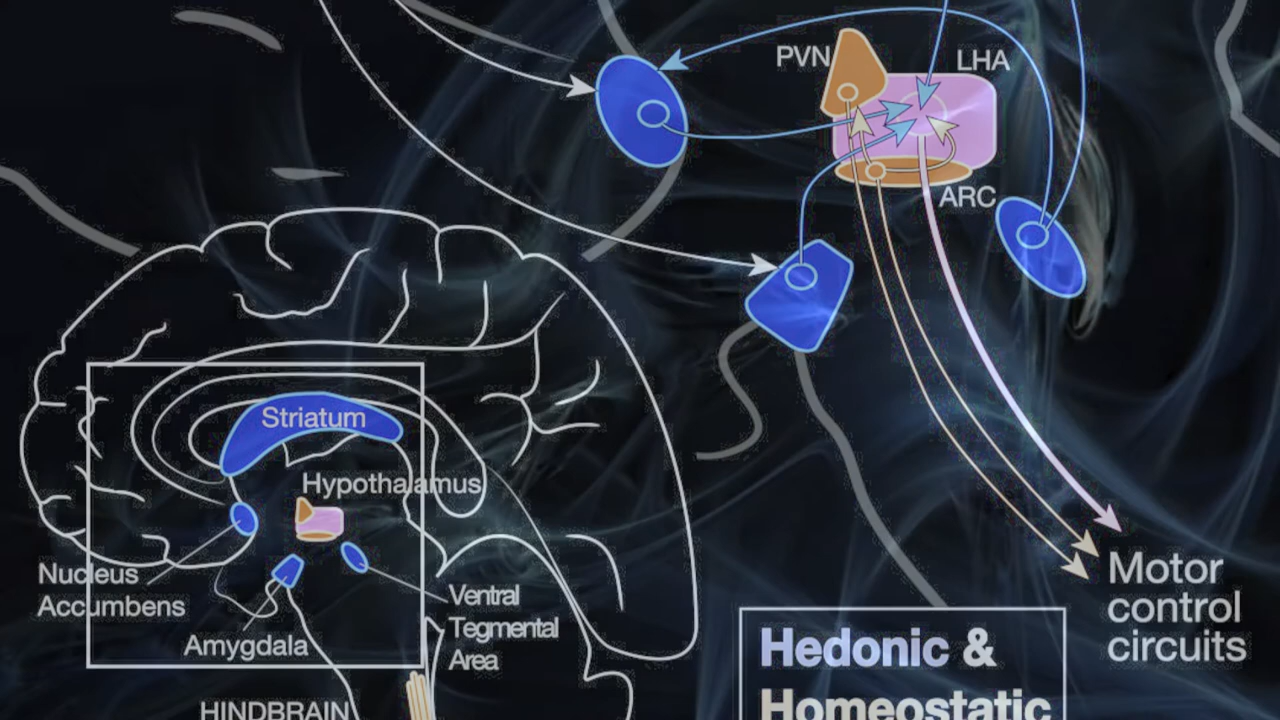 PVN
LHA
ARC
Striatum
Hypothalamus
Nucleus
Accumbens
Amygdala
Ventral
Tegmental
Area
HINDBRAIN
Motor
control
circuits
Hedonic &
Homeostatic